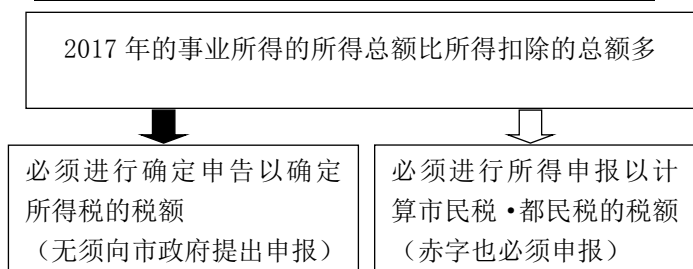 2017 年的事业所得的所得总额比所得扣除的总额多
必须进行确定申告以确定
所得税的税额
（无须向市政府提出申报）
必须进行所得申报以计
算市民税·都民税的税额
（赤字也必须申报）